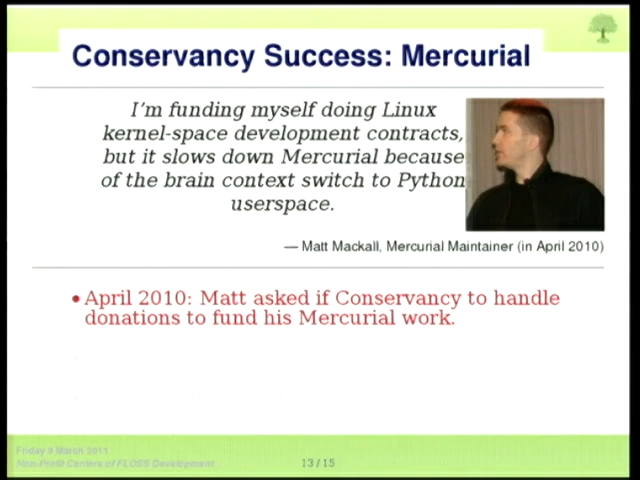 Conservancy Success: Mercurial
I'm funding myself doing Linux
kernel-space development contracts,
but it slows down Mercurial because
of the brain context switch to Python
userspace.
— Matt Mackall, Mercurial Maintainer (in April 2010)
• April 2010: Matt asked if Conservancy to handle
donations to fund his Mercurial work.
Friday 9 March 2011
Non-Profit Centers of FLOSS Development
13 / 15